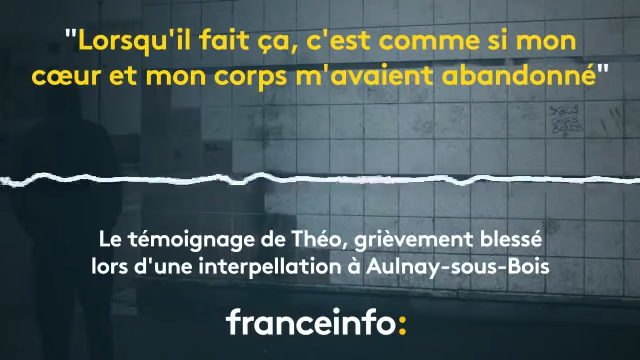 "Lorsqu'il fait ça, c'est comme si mon
cœur et mon corps m'avaient abandonné"
Le témoignage de Théo, grièvement blessé
lors d'une interpellation à Aulnay-sous-Bois
franceinfo: